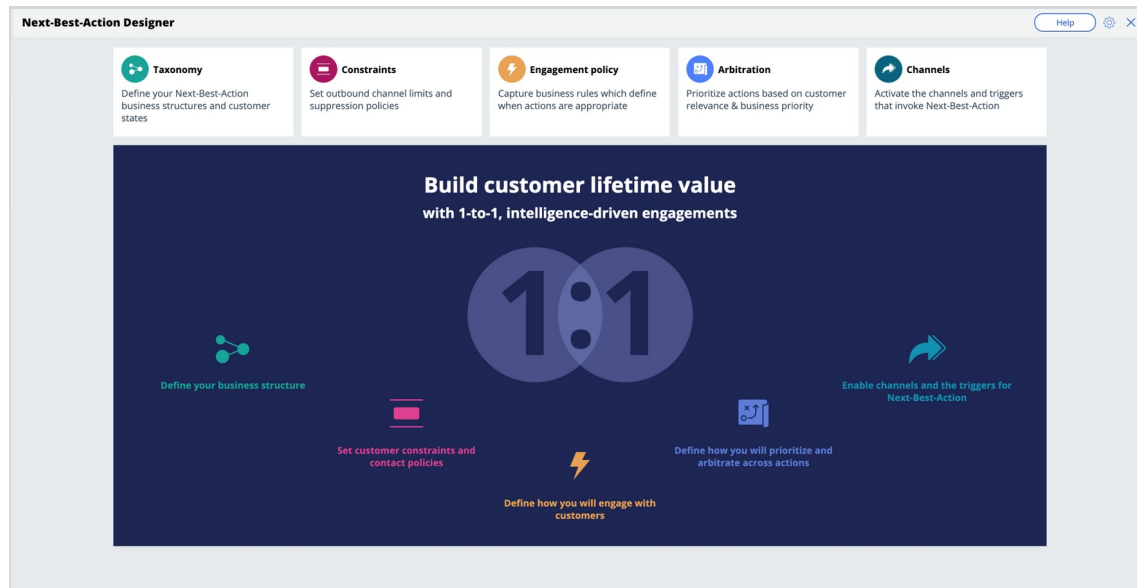 Next-Best-Action Designer
Help
Taxonomy
Define your Next-Best-Action
business structures and customer
states
Constraints
Set outbound channel limits and
suppression policies
Engagement policy
Capture business rules which define
when actions are appropriate
Arbitration
Prioritize actions based on customer
relevance & business priority
Channels
Activate the channels and triggers
that invoke Next-Best-Action
Build customer lifetime value
with 1-to-1, intelligence-driven engagements
1:1
Define your business structure
Set customer constraints and
contact policies
Define how you will engage with
customers
Define how you will prioritize and
arbitrate across actions
Enable channels and the triggers for
Next-Best-Action